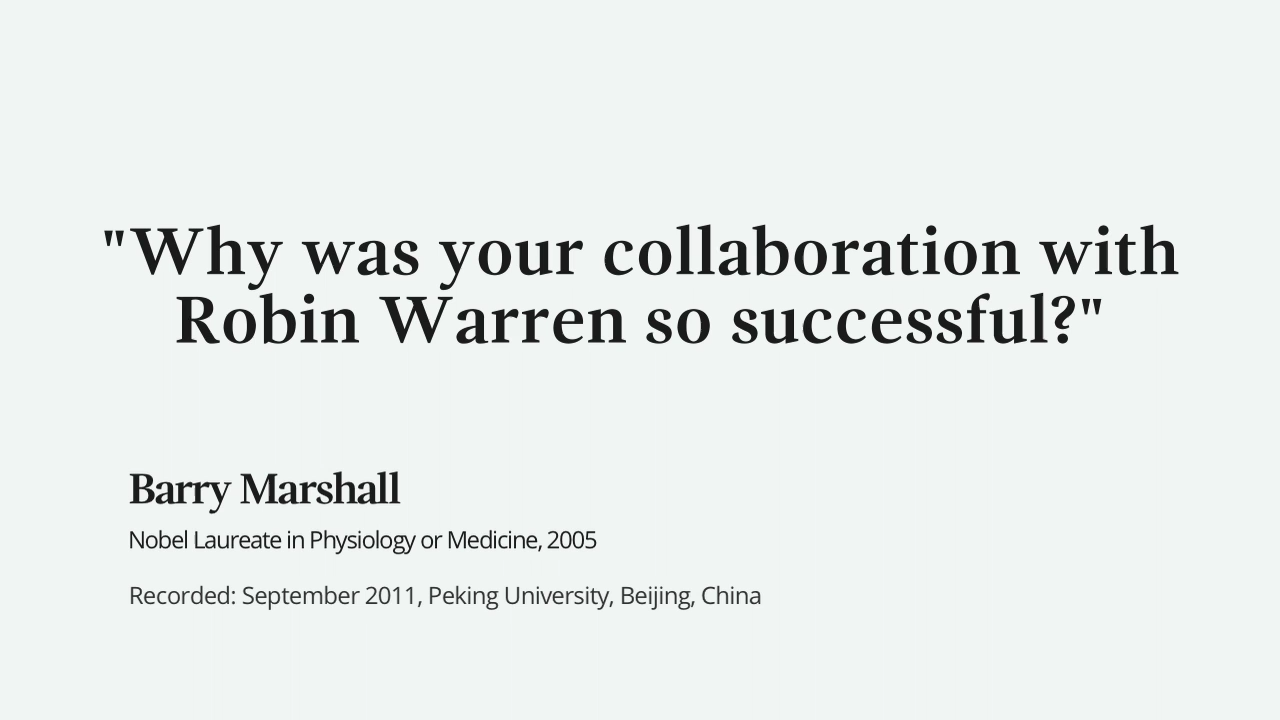 "Why was your collaboration with
Robin Warren so successful?"
Barry Marshall
Nobel Laureate in Physiology or Medicine, 2005
Recorded: September 2011, Peking University, Beijing, China